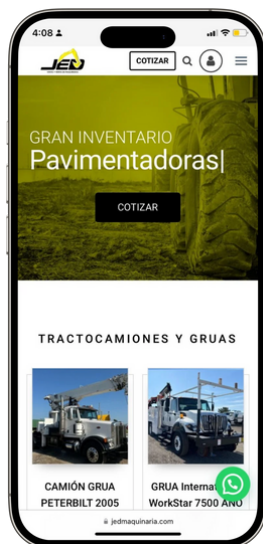 4:08
JED
COTIZAR
GRAN INVENTARIO
Pavimentadoras|
COTIZAR
TRACTOCAMIONES Y GRUAS
CAMIÓN GRUA
PETERBILT 2005
GRUA Internat
WorkStar 7500 AÑO
jedmaquinaria.com